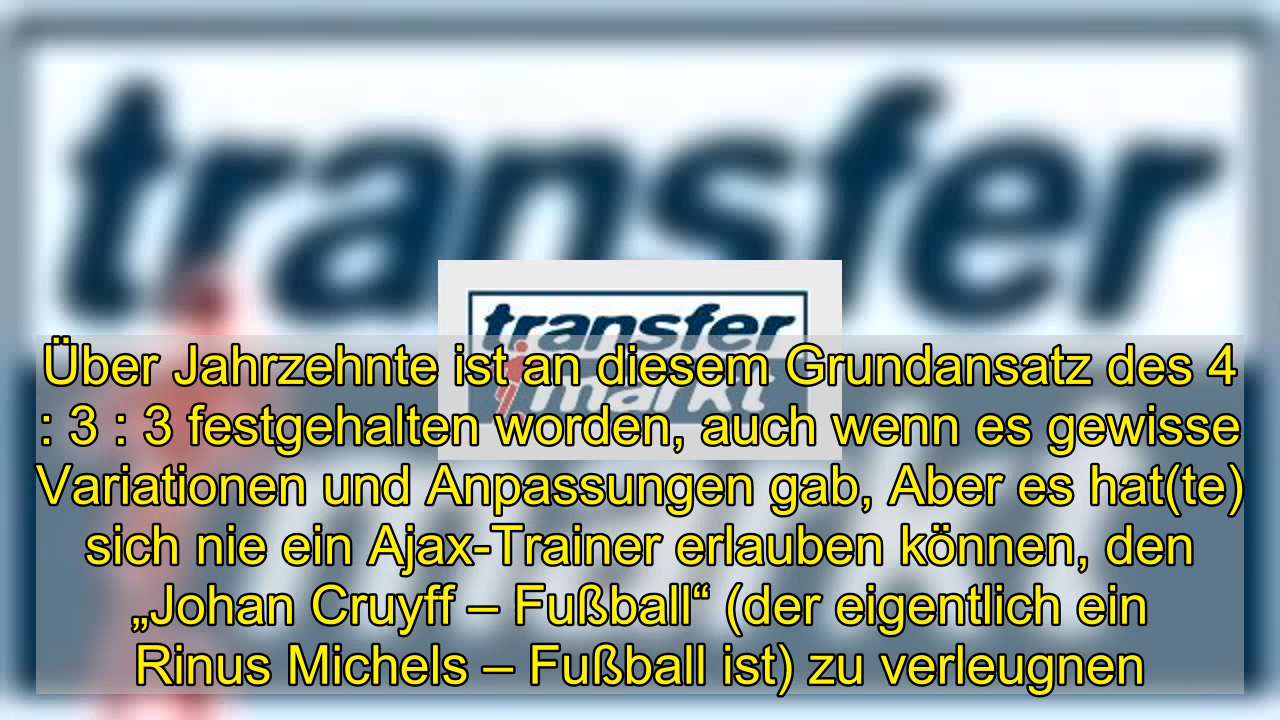 transfer
markt
transfer
markt
Über Jahrzehnte ist an diesem Grundansatz des 4
: 3 : 3 festgehalten worden, auch wenn es gewisse
Variationen und Anpassungen gab, Aber es hat(te)
sich nie ein Ajax-Trainer erlauben können, den
„Johan Cruyff – Fußball“ (der eigentlich ein
Rinus Michels – Fußball ist) zu verleugnen